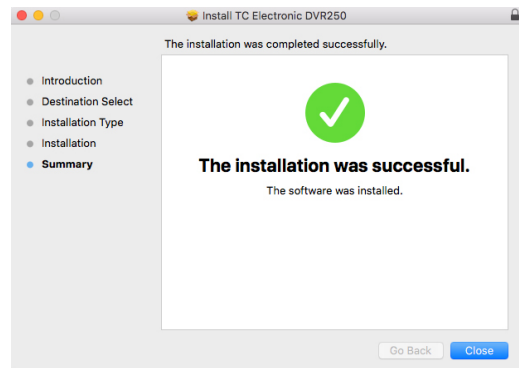 Install TC Electronic DVR250
The installation was completed successfully.
Introduction
Destination Select
Installation Type
Installation
Summary
The installation was successful.
The software was installed.
Go Back
Close